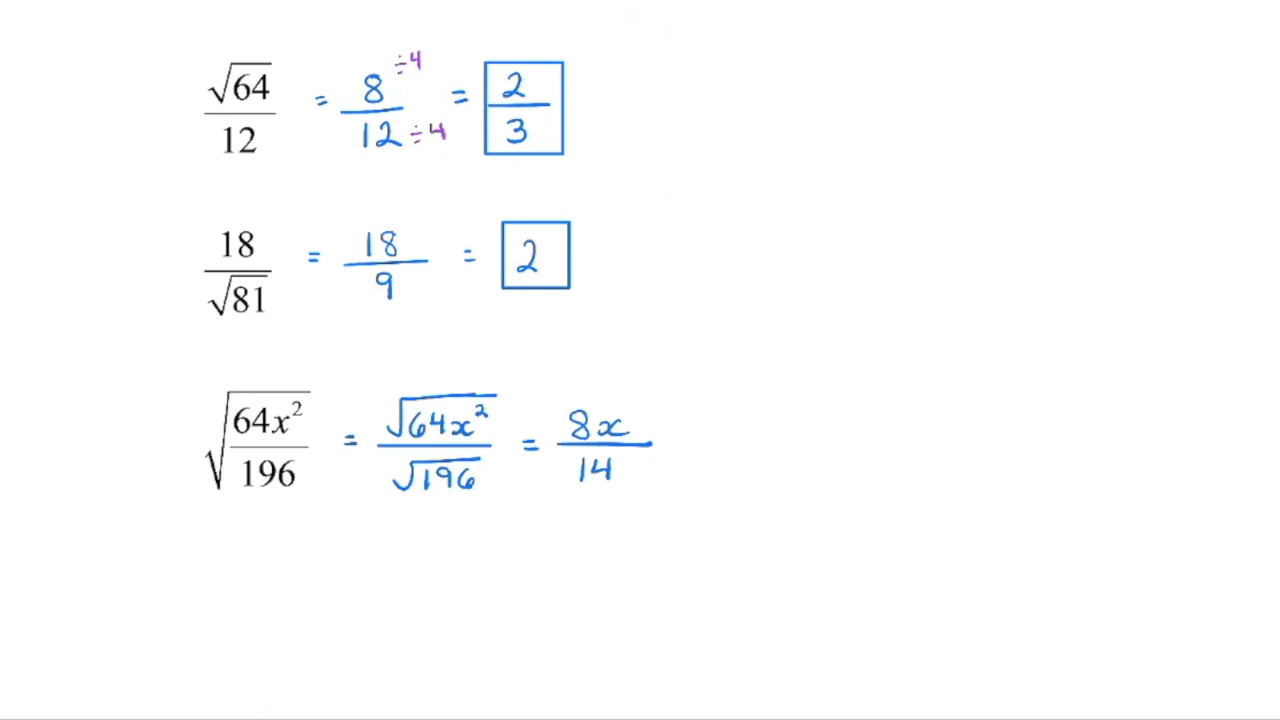 √64/12 = 8÷4/12÷4 = 2/3
18/√81 = 18/9 = 2
√(64x²/196) = √64x²/√196 = 8x/14